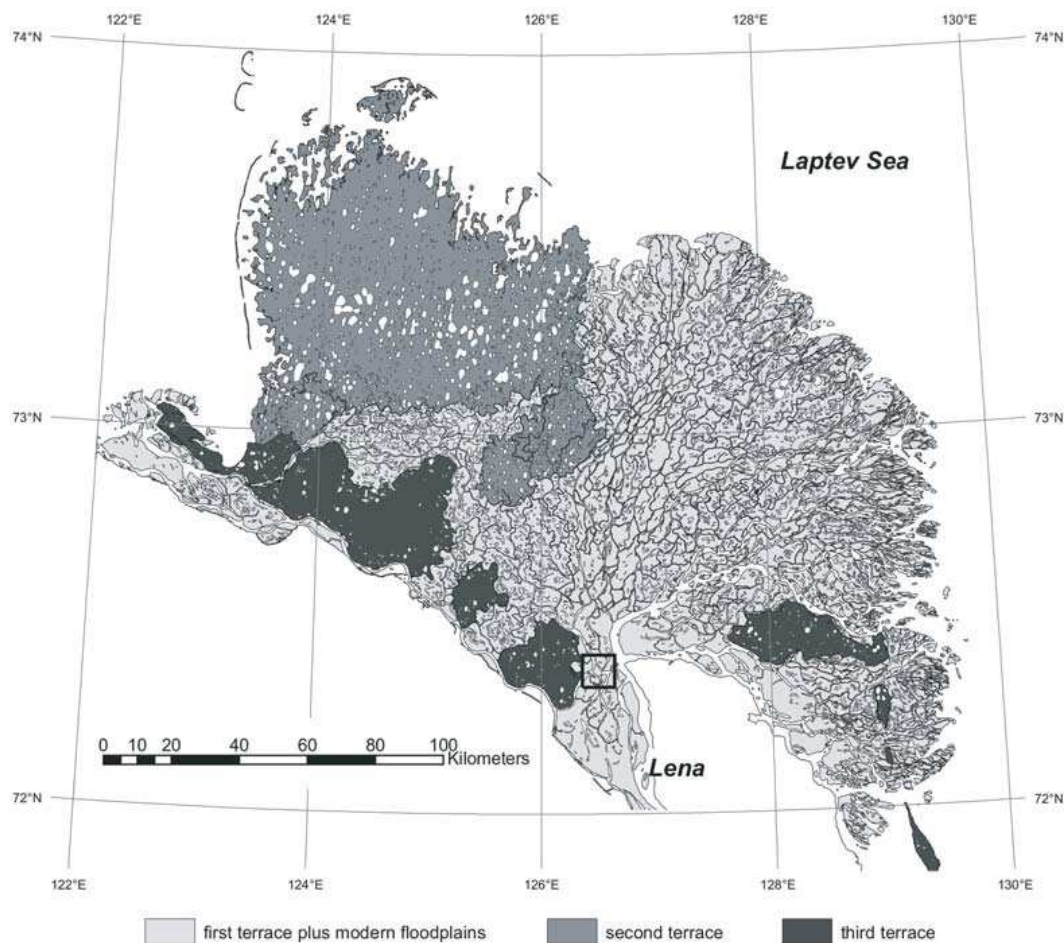 122°E 124°E 126°E 128°E 130°E
74°N 74°N
Laptev Sea
73°N 73°N
0 10 20 40 60 80 100
Kilometers
Lena
72°N 72°N
122°E 124°E 126°E 128°E 130°E
first terrace plus modern floodplains second terrace third terrace